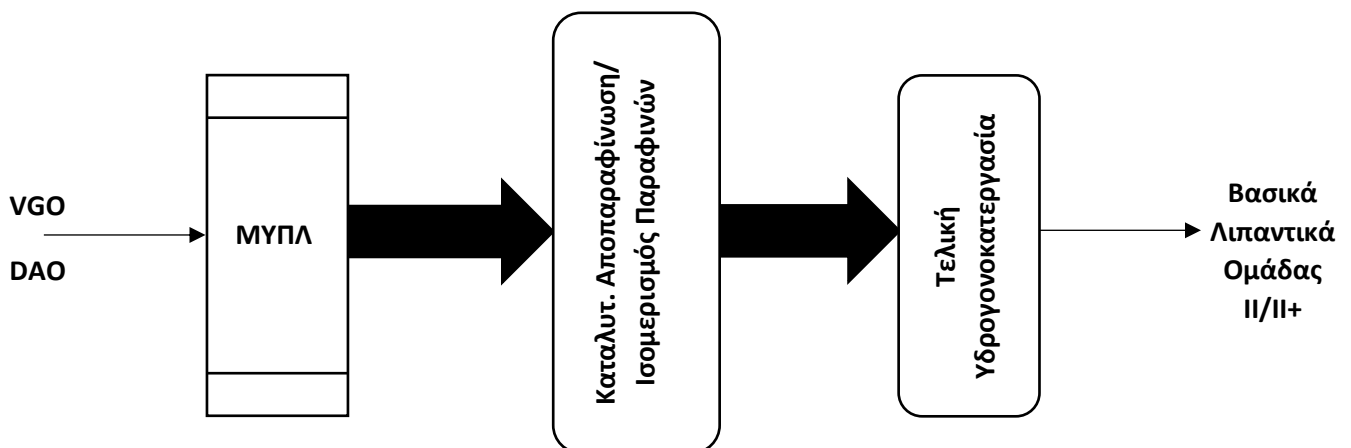 VGO
DAO
ΜΥΠΛ
Καταλυτ. Αποπαραφίνωση/
Ισομερισμός Παραφινών
Τελική
Υδρογονοκατεργασία
Βασικά
Λιπαντικά
Ομάδας
II/II+